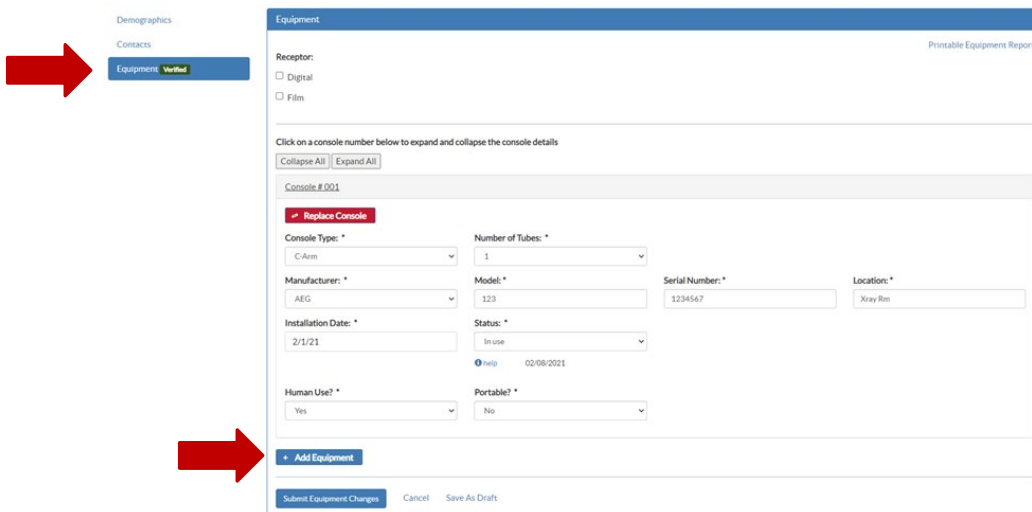 Demographics
Contacts
Equipment Verified
Equipment
Printable Equipment Repor
Receptor:
Digital
Film
Click on a console number below to expand and collapse the console details
Collapse All Expand All
Console # 001
Replace Console
Console Type: * Number of Tubes: *
C-Arm 1
Manufacturer: * Model: * Serial Number: * Location: *
AEG 123 1234567 Xray Rm
Installation Date: * Status: *
2/1/21 In use
help 02/08/2021
Human Use? * Portable? *
Yes No
+ Add Equipment
Submit Equipment Changes Cancel Save As Draft